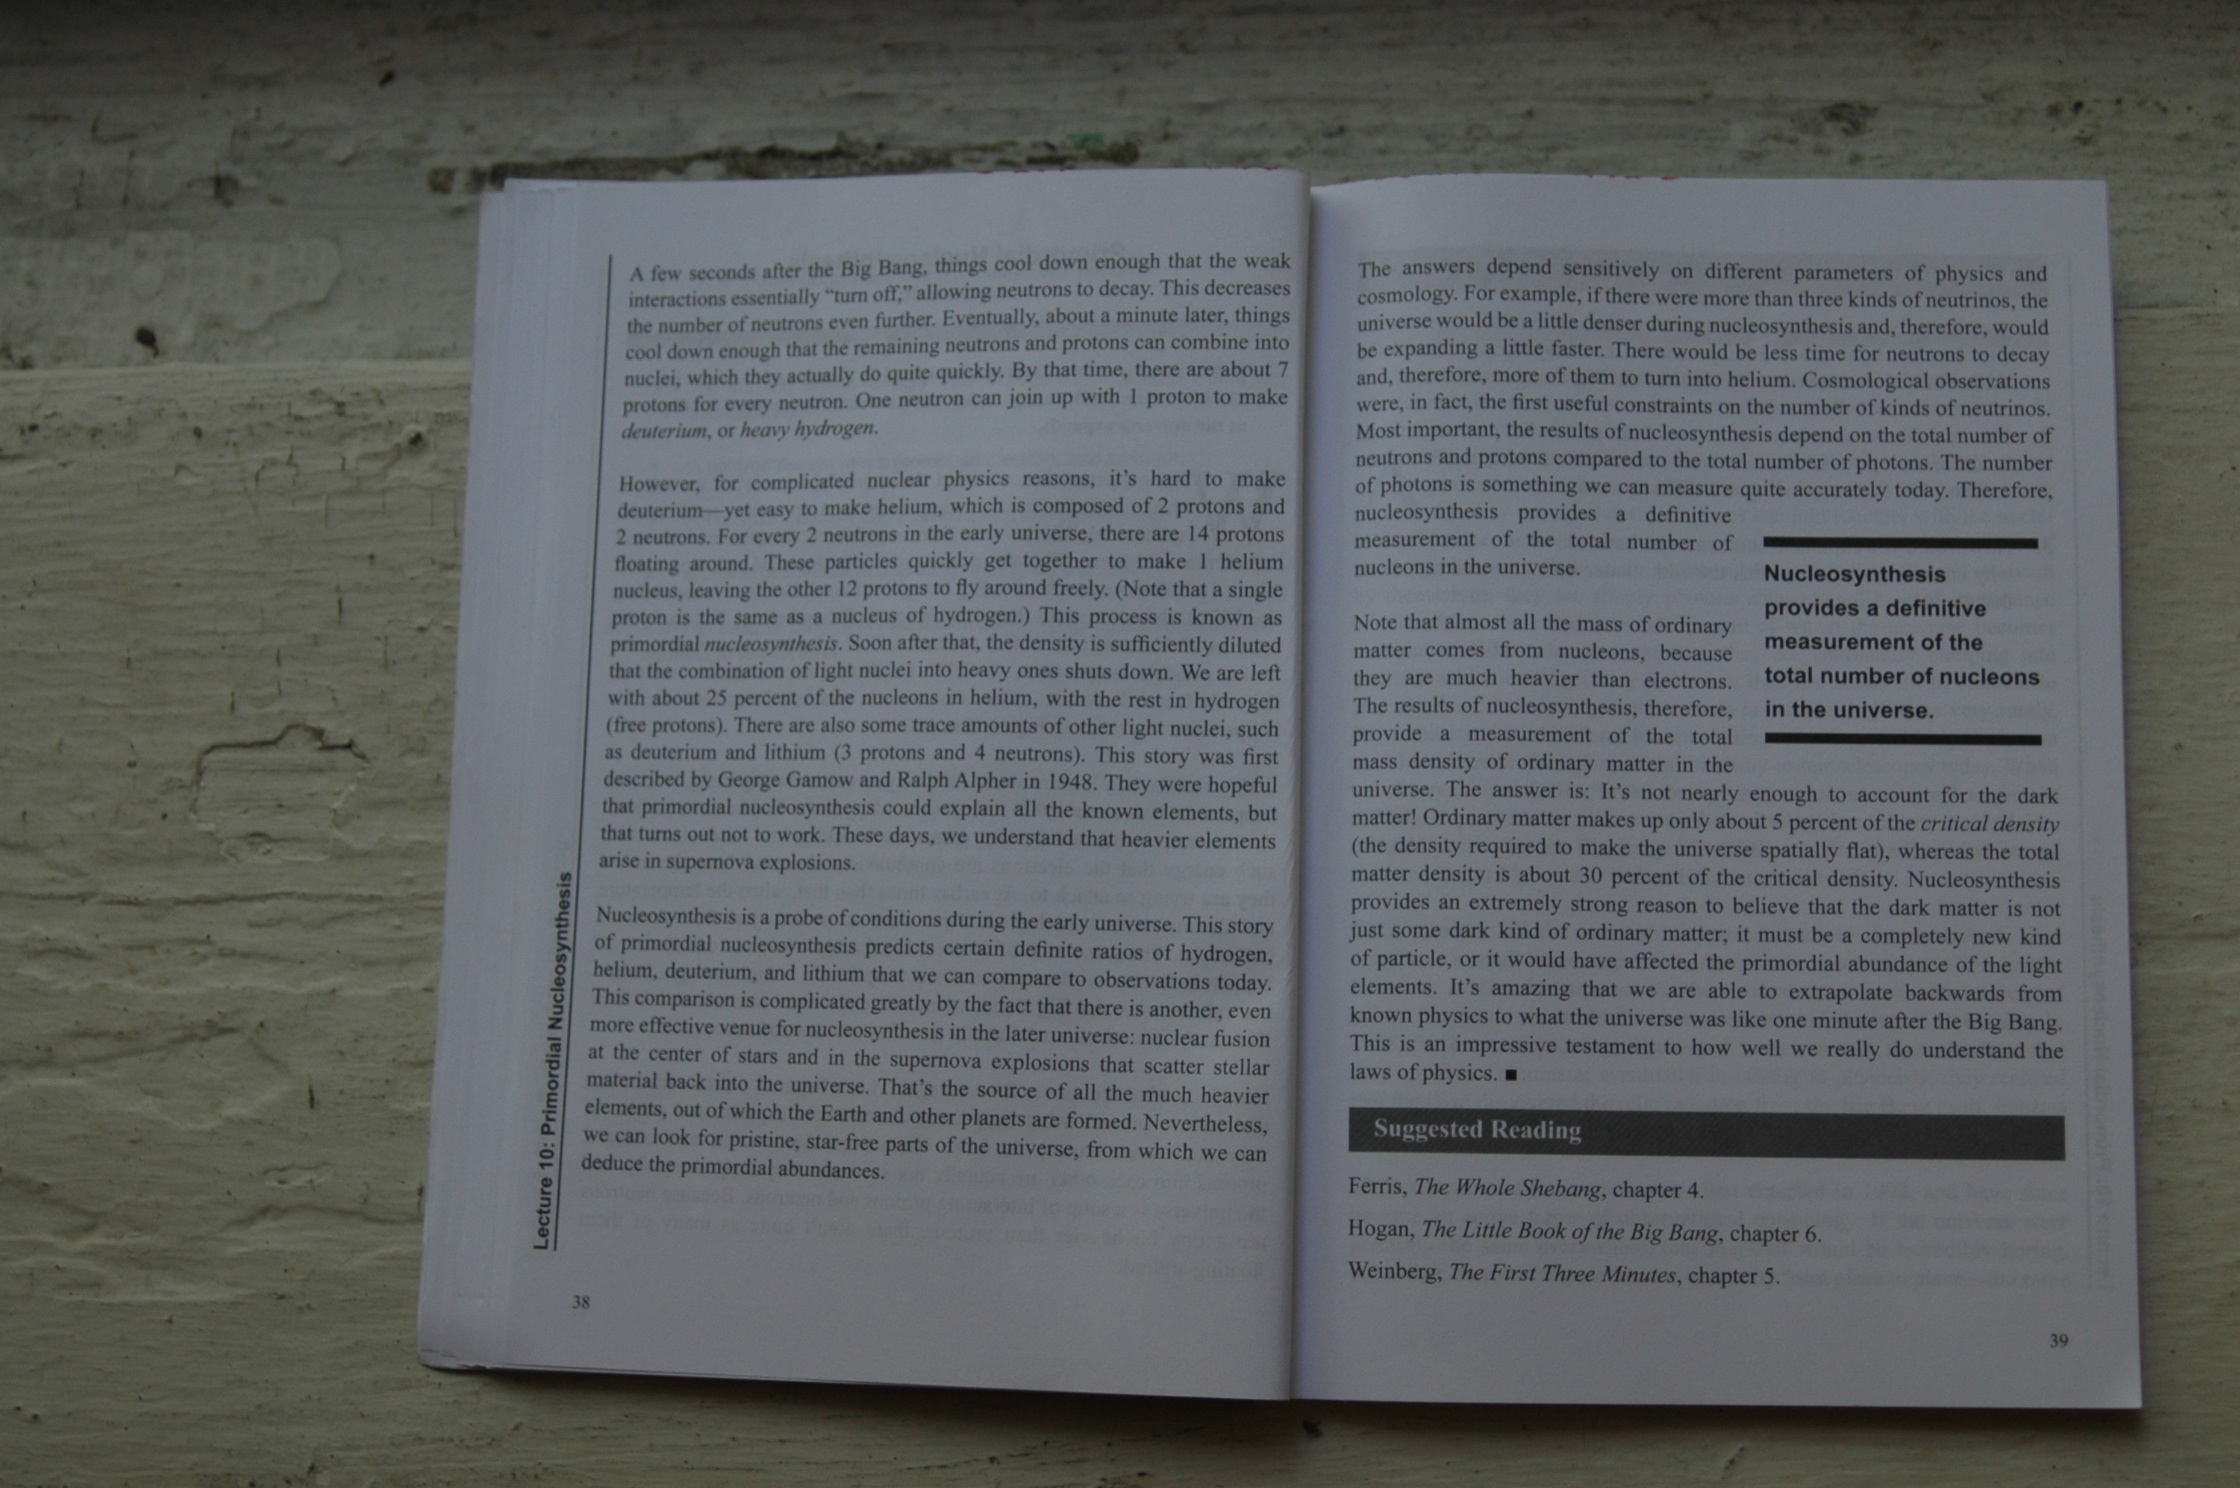 A few seconds after the Big Bang, things cool down enough that the weak
interactions essentially “turn off,” allowing neutrons to decay. This decreases
the number of neutrons even further. Eventually, about a minute later, things
cool down enough that the remaining neutrons and protons can combine into
nuclei, which they actually do quite quickly. By that time, there are about 7
protons for every neutron. One neutron can join up with 1 proton to make
deuterium, or heavy hydrogen.
However, for complicated nuclear physics reasons, it’s hard to make
deuterium—yet easy to make helium, which is composed of 2 protons and
2 neutrons. For every 2 neutrons in the early universe, there are 14 protons
floating around. These particles quickly get together to make 1 helium
nucleus, leaving the other 12 protons to fly around freely. (Note that a single
proton is the same as a nucleus of hydrogen.) This process is known as
primordial nucleosynthesis. Soon after that, the density is sufficiently diluted
that the combination of light nuclei into heavy ones shuts down. We are left
with about 25 percent of the nucleons in helium, with the rest in hydrogen
(free protons). There are also some trace amounts of other light nuclei, such
as deuterium and lithium (3 protons and 4 neutrons). This story was first
described by George Gamow and Ralph Alpher in 1948. They were hopeful
that primordial nucleosynthesis could explain all the known elements, but
that turns out not to work. These days, we understand that heavier elements
arise in supernova explosions.
Nucleosynthesis is a probe of conditions during the early universe. This story
of primordial nucleosynthesis predicts certain definite ratios of hydrogen,
helium, deuterium, and lithium that we can compare to observations today.
This comparison is complicated greatly by the fact that there is another, even
more effective venue for nucleosynthesis in the later universe: nuclear fusion
at the center of stars and in the supernova explosions that scatter stellar
material back into the universe. That’s the source of all the much heavier
elements, out of which the Earth and other planets are formed. Nevertheless,
we can look for pristine, star-free parts of the universe, from which we can
deduce the primordial abundances.
Lecture 10: Primordial Nucleosynthesis
38
The answers depend sensitively on different parameters of physics and
cosmology. For example, if there were more than three kinds of neutrinos, the
universe would be a little denser during nucleosynthesis and, therefore, would
be expanding a little faster. There would be less time for neutrons to decay
and, therefore, more of them to turn into helium. Cosmological observations
were, in fact, the first useful constraints on the number of kinds of neutrinos.
Most important, the results of nucleosynthesis depend on the total number of
neutrons and protons compared to the total number of photons. The number
of photons is something we can measure quite accurately today. Therefore,
nucleosynthesis provides a definitive
measurement of the total number of
nucleons in the universe.
Nucleosynthesis
provides a definitive
measurement of the
total number of nucleons
in the universe.
Note that almost all the mass of ordinary
matter comes from nucleons, because
they are much heavier than electrons.
The results of nucleosynthesis, therefore,
provide a measurement of the total
mass density of ordinary matter in the
universe. The answer is: It’s not nearly enough to account for the dark
matter! Ordinary matter makes up only about 5 percent of the critical density
(the density required to make the universe spatially flat), whereas the total
matter density is about 30 percent of the critical density. Nucleosynthesis
provides an extremely strong reason to believe that the dark matter is not
just some dark kind of ordinary matter; it must be a completely new kind
of particle, or it would have affected the primordial abundance of the light
elements. It’s amazing that we are able to extrapolate backwards from
known physics to what the universe was like one minute after the Big Bang.
This is an impressive testament to how well we really do understand the
laws of physics. ■
Suggested Reading
Ferris, The Whole Shebang, chapter 4.
Hogan, The Little Book of the Big Bang, chapter 6.
Weinberg, The First Three Minutes, chapter 5.
39